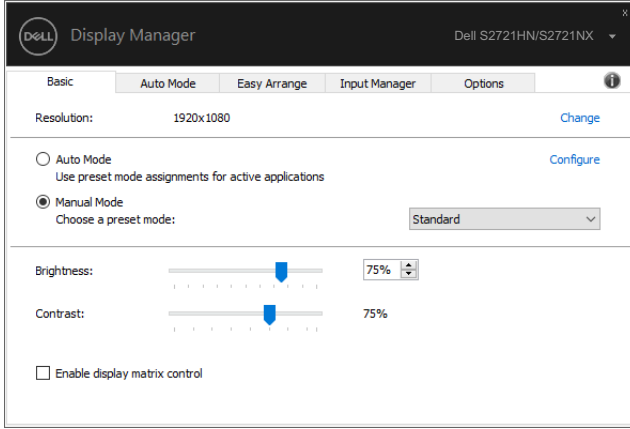 x
DELL Display Manager Dell S2721HN/S2721NX
Basic Auto Mode Easy Arrange Input Manager Options i
Resolution: 1920x1080 Change
Auto Mode Configure
Use preset mode assignments for active applications
Manual Mode
Choose a preset mode: Standard
Brightness: 75%
Contrast: 75%
Enable display matrix control